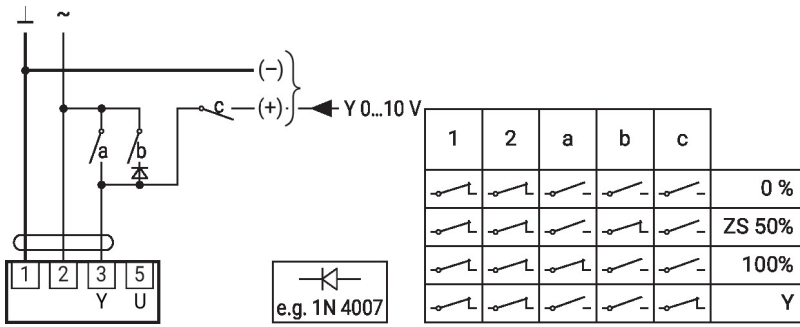 ⊥ ~
(–)
c (+) Y 0...10 V
a b
1 2 3 5
Y U
e.g. 1N 4007
1 2 a b c
0 %
ZS 50%
100%
Y